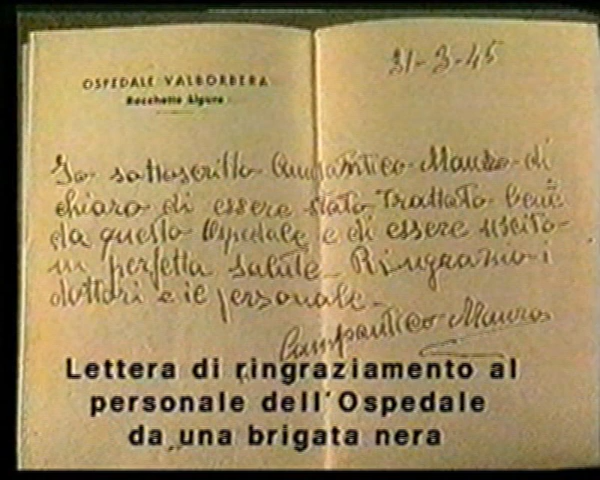 OSPEDALE VALBORBERA
Rocchetta Ligure
31-3-45
Io sottoscritto Campantico Mauro di
chiaro di essere stato Trattato bene
da questo Ospedale e di essere uscito
in perfetta salute Ringrazio i
dottori e il personale -
Campantico Mauro
Lettera di ringraziamento al
personale dell'Ospedale
da una brigata nera